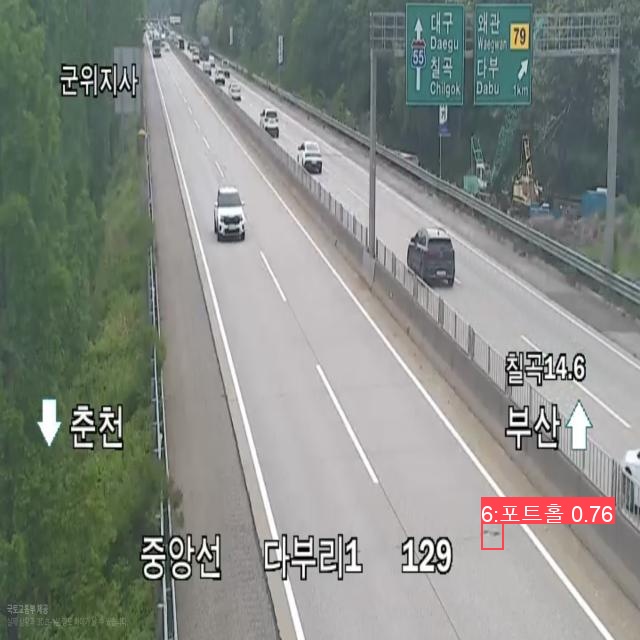 군위지사
대구
Daegu
55
칠곡
Chilgok
왜관
Waegwan
79
다부
Dabu
1km
칠곡14.6
춘천
부산
6:포트홀 0.76
중앙선 다부리1 129
국토교통부 제공